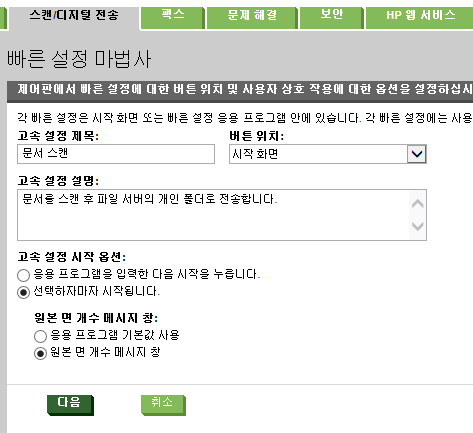 스캔/디지털 전송 팩스 문제 해결 보안 HP 웹 서비스
빠른 설정 마법사
제어판에서 빠른 설정에 대한 버튼 위치 및 사용자 상호 작용에 대한 옵션을 설정하십시
각 빠른 설정은 시작 화면 또는 빠른 설정 응용 프로그램 안에 있습니다. 각 빠른 설정에는 사용
고속 설정 제목: 버튼 위치:
문서 스캔 시작 화면
고속 설정 설명:
문서를 스캔 후 파일 서버의 개인 폴더로 전송합니다.
고속 설정 시작 옵션:
응용 프로그램을 입력한 다음 시작을 누릅니다.
선택하자마자 시작됩니다.
원본 면 개수 메시지 창:
응용 프로그램 기본값 사용
원본 면 개수 메시지 창
다음 취소